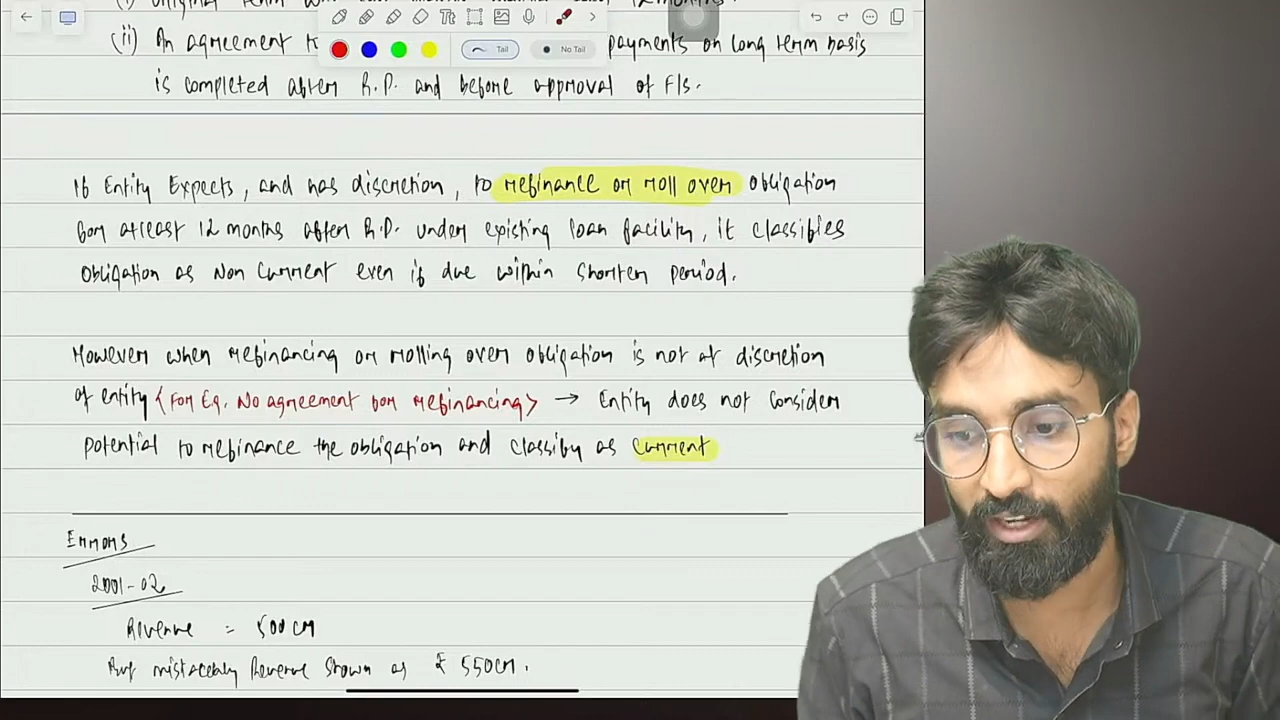 (ii) An agreement payments on long term basis
Tail
No Tail
is completed after R.P. and before approval of F/s.
If Entity Expects, and has discretion, to refinance or roll over obligation
for atleast 12 months after R.P. under existing loan facility, it classifies
obligation as Non Current even if due within shorter period.
However when refinancing or rolling over obligation is not at discretion
of entity (For Eg. No agreement for refinancing) → Entity does not consider
potential to refinance the obligation and classify as current
Errors
2001-02
Revenue = 500 cr
But mistakenly Revenue shown as ₹ 550cr.